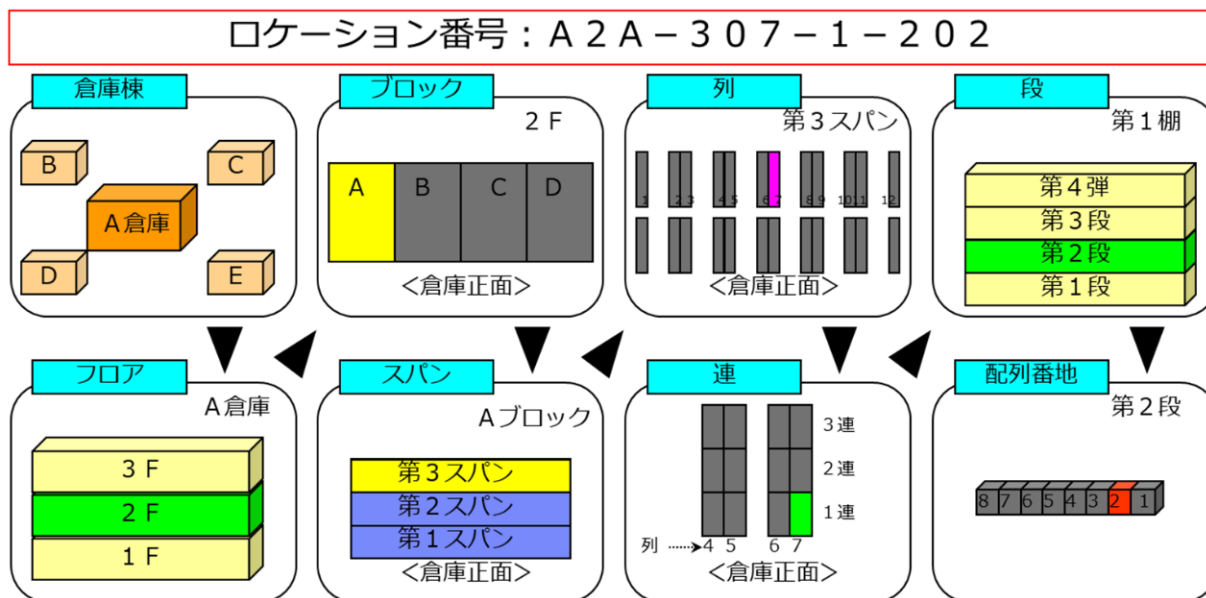 ロケーション番号：Ａ２Ａ－３０７－１－２０２
倉庫棟
B
C
A倉庫
D
E
ブロック
２Ｆ
A
B
C
D
＜倉庫正面＞
列
第３スパン
1 2 3 4 5 6 7 8 9 10 11 12
＜倉庫正面＞
段
第１棚
第４弾
第３段
第２段
第１段
フロア
A倉庫
３Ｆ
２Ｆ
１Ｆ
スパン
Aブロック
第３スパン
第２スパン
第１スパン
＜倉庫正面＞
連
３連
２連
１連
列 4 5 6 7
＜倉庫正面＞
配列番地
第２段
8 7 6 5 4 3 2 1